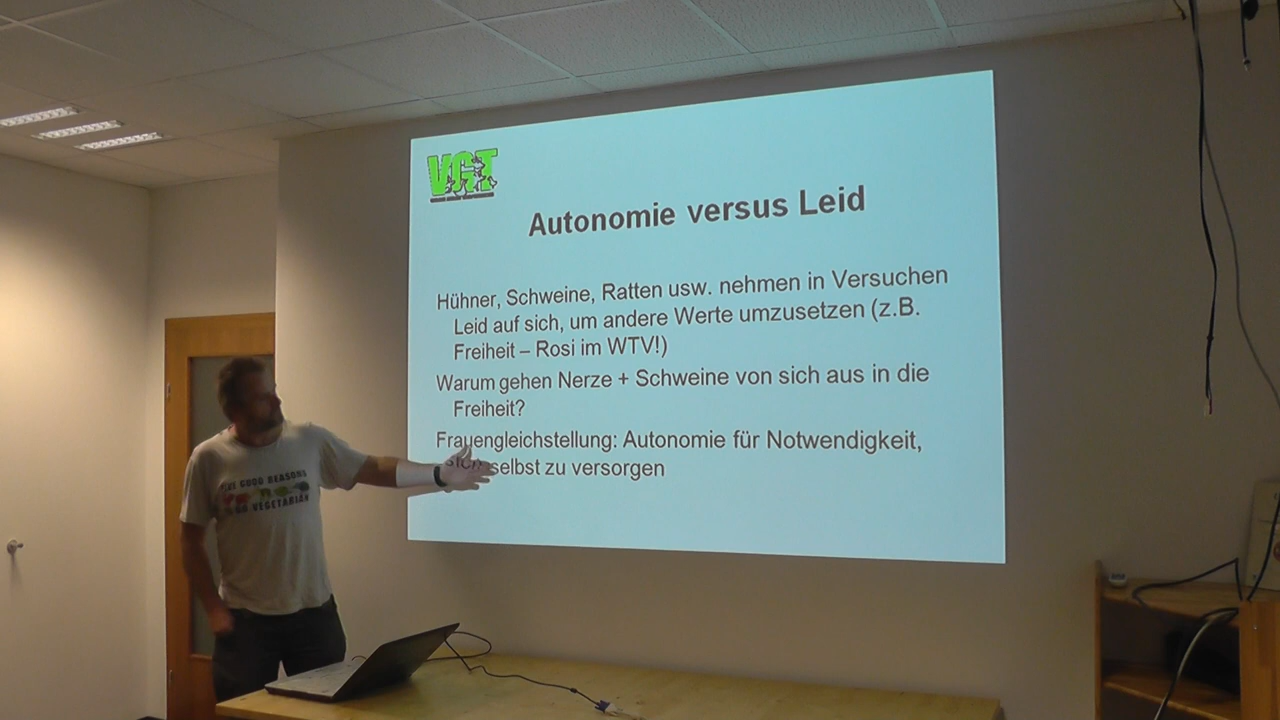 VGT
Autonomie versus Leid
Hühner, Schweine, Ratten usw. nehmen in Versuchen
Leid auf sich, um andere Werte umzusetzen (z.B.
Freiheit – Rosi im WTV!)
Warum gehen Nerze + Schweine von sich aus in die
Freiheit?
Frauengleichstellung: Autonomie für Notwendigkeit,
sich selbst zu versorgen
GOOD REASONS
VEGETARIAN